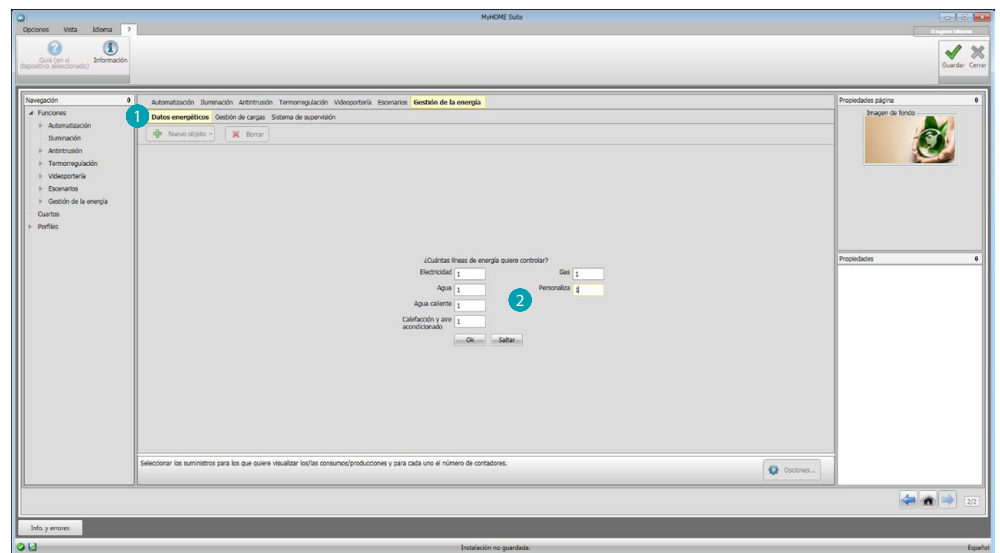 MyHOME Suite
Opciones Vista Idioma ?
Guía (en el dispositivo seleccionado)
Información
Guardar Cerrar
Navegación
Funciones
Automatización
Iluminación
Antintrusión
Termorregulación
Videoportería
Escenarios
Gestión de la energía
Cuartos
Perfiles
Automatización Iluminación Antintrusión Termorregulación Videoportería Escenarios Gestión de la energía
1
Datos energéticos Gestión de cargas Sistema de supervisión
Nuevo objeto Borrar
¿Cuántas líneas de energía quiere controlar?
Electricidad 1 Gas 1
Agua 1 Personaliza 1
2
Agua caliente 1
Calefacción y aire acondicionado 1
Ok Saltar
Seleccionar los suministros para los que quiere visualizar los/las consumos/producciones y para cada uno el número de contadores.
Opciones...
Propiedades página
Imagen de fondo
Propiedades
2/2
Info. y errores
Instalación no guardada.
Español